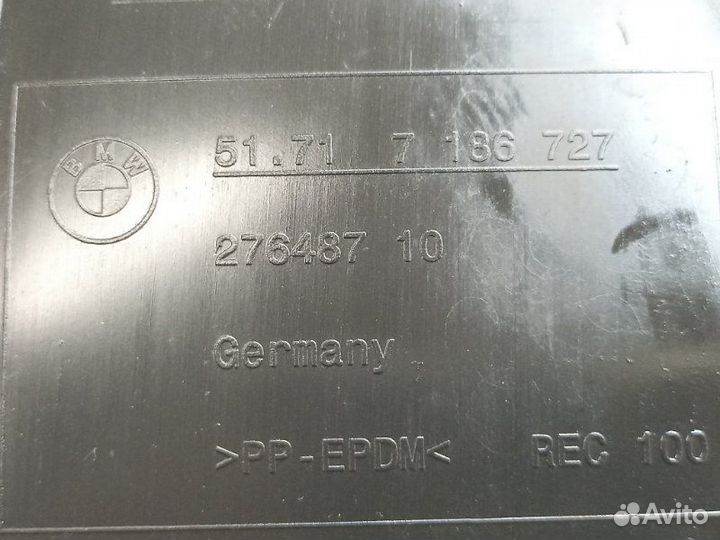 BMW
51.71 7 186 727
276487 10
Germany
>PP-EPDM< REC 100
Avito